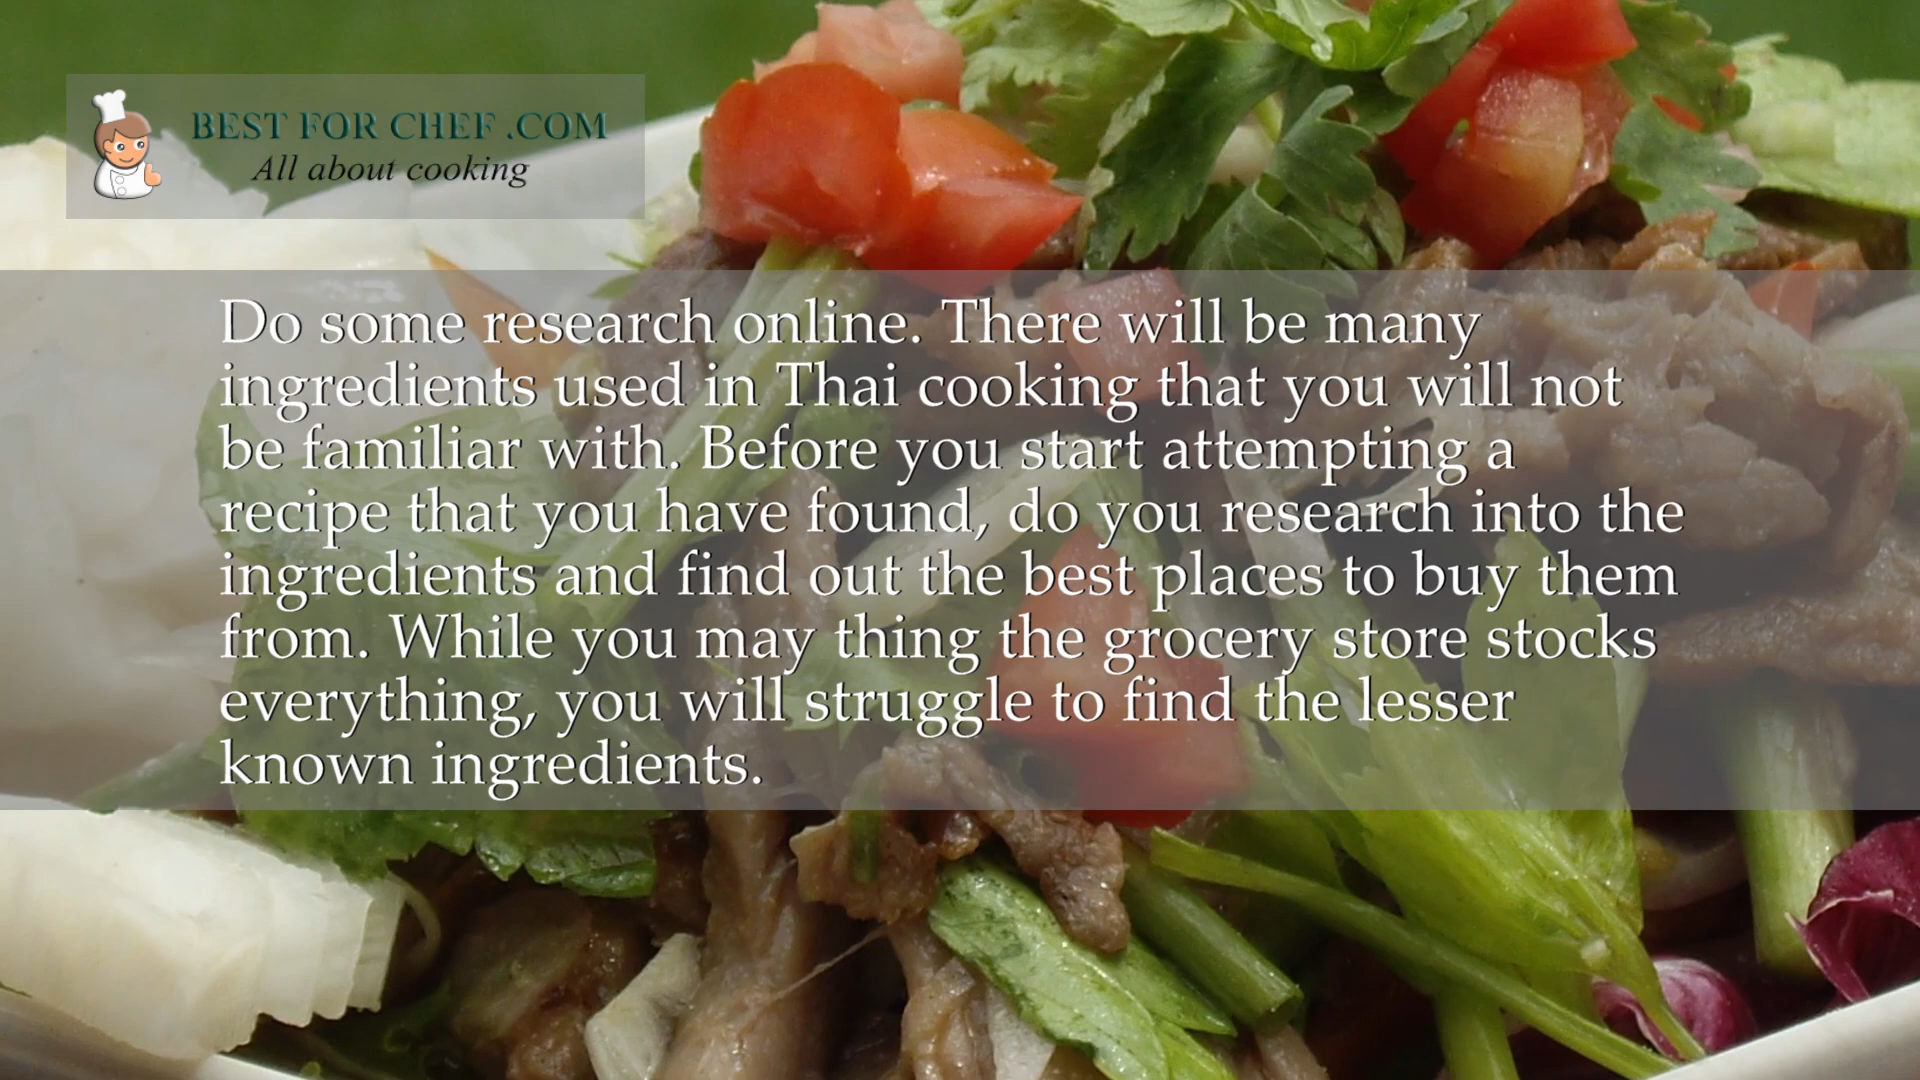 BEST FOR CHEF .COM
All about cooking
Do some research online. There will be many
ingredients used in Thai cooking that you will not
be familiar with. Before you start attempting a
recipe that you have found, do you research into the
ingredients and find out the best places to buy them
from. While you may thing the grocery store stocks
everything, you will struggle to find the lesser
known ingredients.